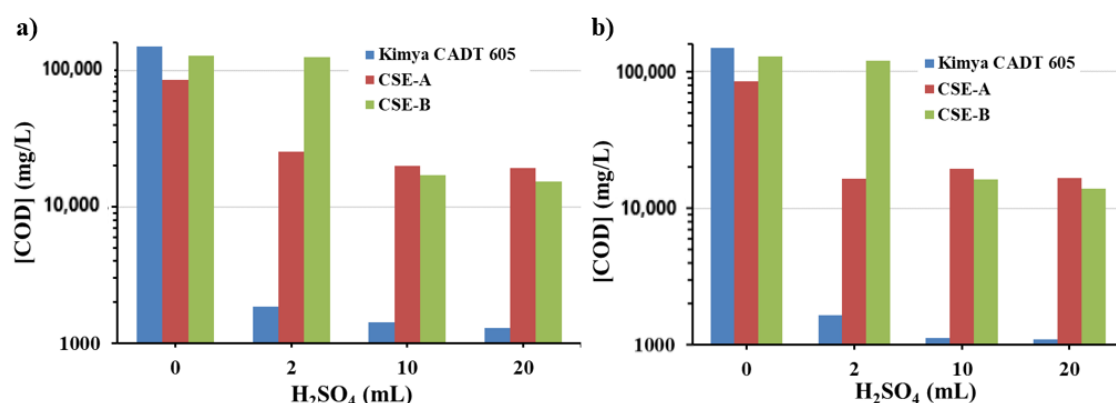 a)
[COD] (mg/L)
100,000
10,000
1000
Kimya CADT 605
CSE-A
CSE-B
0 2 10 20
H₂SO₄ (mL)
b)
[COD] (mg/L)
100,000
10,000
1000
Kimya CADT 605
CSE-A
CSE-B
0 2 10 20
H₂SO₄ (mL)